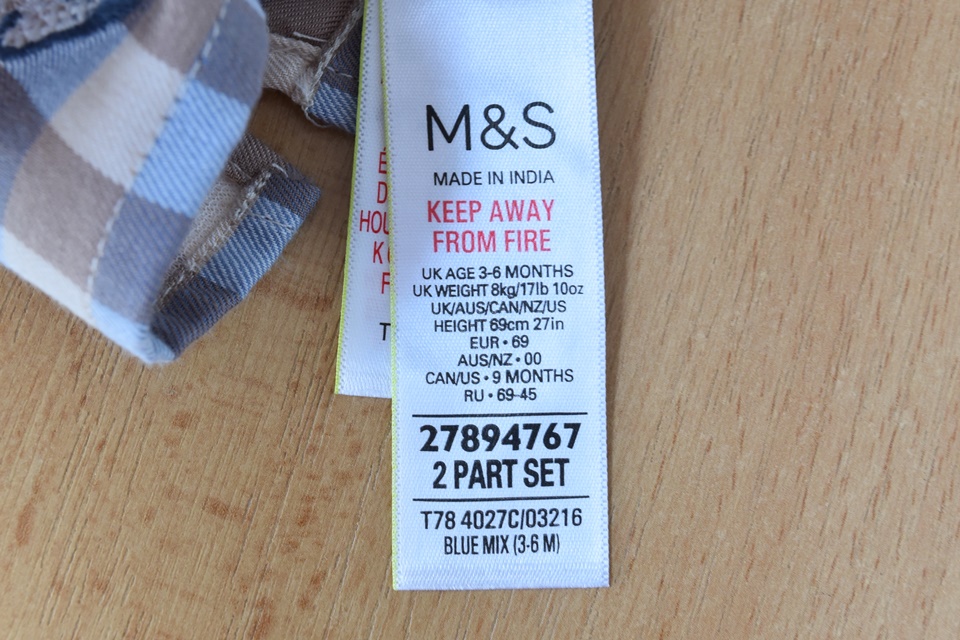 M&S
MADE IN INDIA
KEEP AWAY
FROM FIRE
UK AGE 3-6 MONTHS
UK WEIGHT 8kg/17lb 10oz
UK/AUS/CAN/NZ/US
HEIGHT 69cm 27in
EUR • 69
AUS/NZ • 00
CAN/US • 9 MONTHS
RU • 69-45
27894767
2 PART SET
T78 4027C/03216
BLUE MIX (3-6 M)